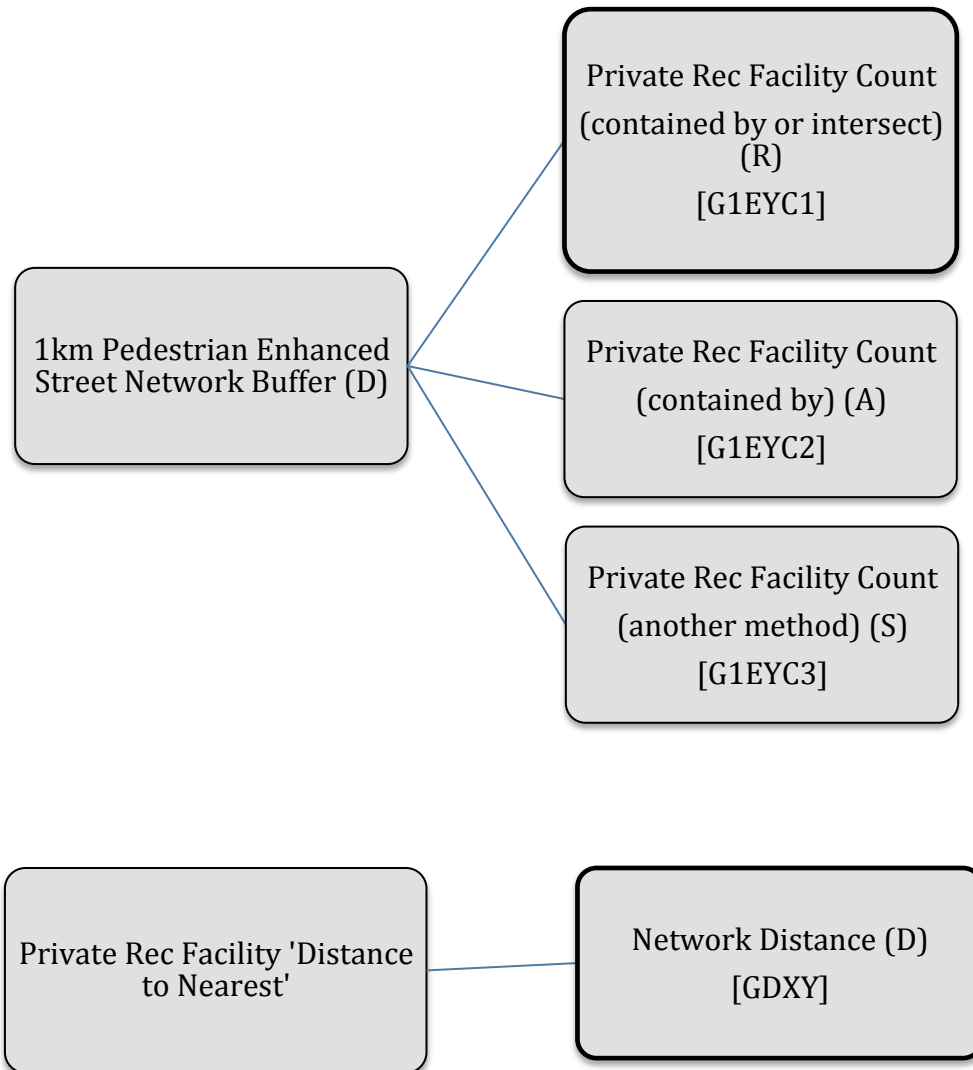 Private Rec Facility Count
(contained by or intersect)
(R)
[G1EYC1]
1km Pedestrian Enhanced
Street Network Buffer (D)
Private Rec Facility Count
(contained by) (A)
[G1EYC2]
Private Rec Facility Count
(another method) (S)
[G1EYC3]
Private Rec Facility 'Distance
to Nearest'
Network Distance (D)
[GDXY]